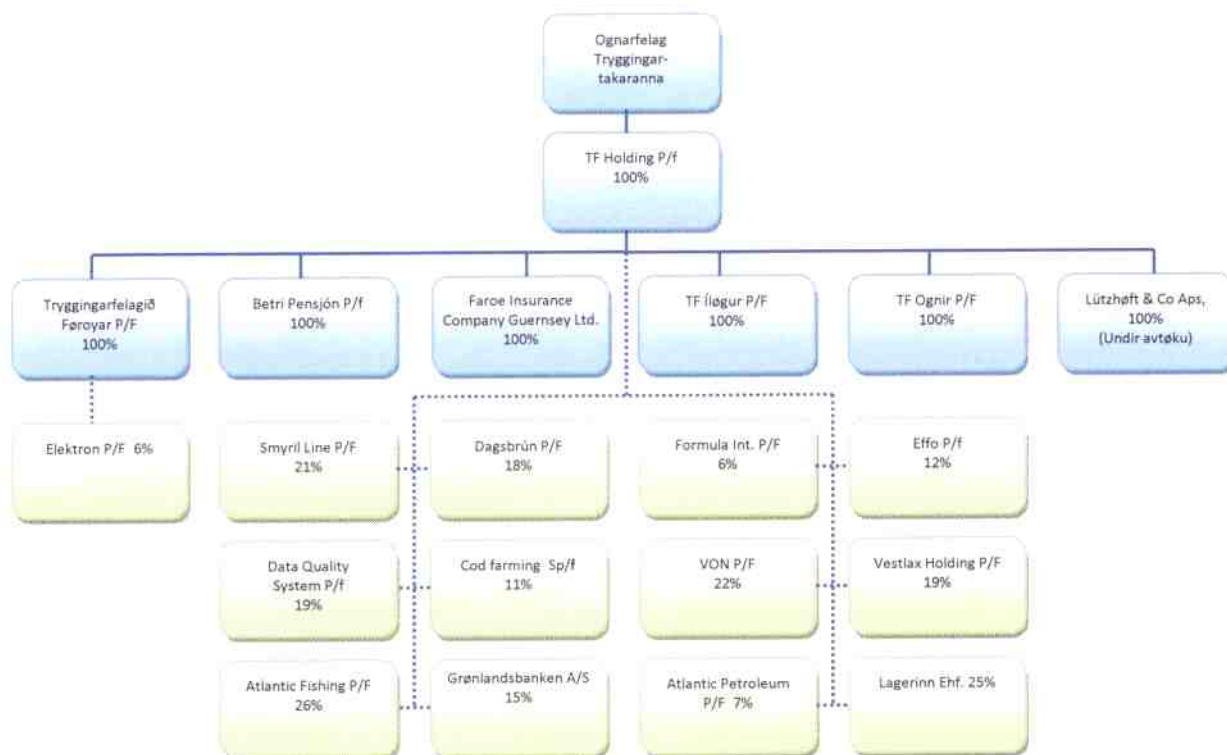 Ognarfelag
Tryggingar-
takaranna
TF Holding P/f
100%
Tryggingarfelagið
Føroyar P/F
100%
Betri Pensjón P/f
100%
Faroe Insurance
Company Guernsey Ltd.
100%
TF Íløgur P/F
100%
TF Ognir P/F
100%
Lützhøft & Co Aps,
100%
(Undir avtøku)
Elektron P/F 6%
Smyril Line P/F
21%
Dagsbrún P/F
18%
Formula Int. P/F
6%
Effo P/f
12%
Data Quality
System P/f
19%
Cod farming Sp/f
11%
VON P/F
22%
Vestlax Holding P/F
19%
Atlantic Fishing P/F
26%
Grønlandsbanken A/S
15%
Atlantic Petroleum
P/F 7%
Lagerinn Ehf. 25%